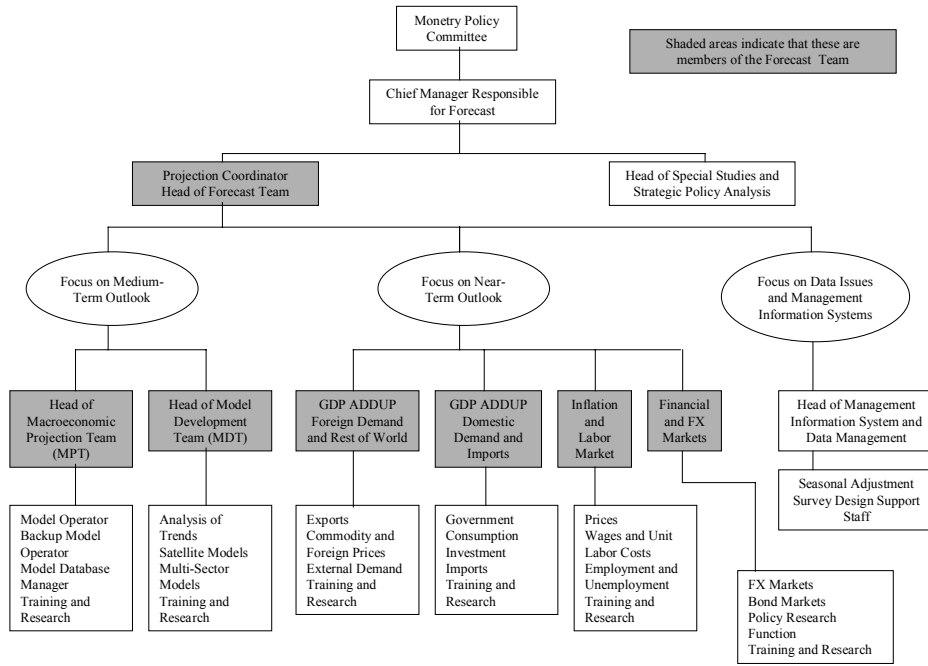 Monetry Policy
Committee
Shaded areas indicate that these are
members of the Forecast Team
Chief Manager Responsible
for Forecast
Projection Coordinator
Head of Forecast Team
Head of Special Studies and
Strategic Policy Analysis
Focus on Medium-
Term Outlook
Focus on Near-
Term Outlook
Focus on Data Issues
and Management
Information Systems
Head of
Macroeconomic
Projection Team
(MPT)
Head of Model
Development
Team (MDT)
GDP ADDUP
Foreign Demand
and Rest of World
GDP ADDUP
Domestic
Demand and
Imports
Inflation
and
Labor
Market
Financial
and FX
Markets
Head of Management
Information System and
Data Management
Seasonal Adjustment
Survey Design Support
Staff
Model Operator
Backup Model
Operator
Model Database
Manager
Training and
Research
Analysis of
Trends
Satellite Models
Multi-Sector
Models
Training and
Research
Exports
Commodity and
Foreign Prices
External Demand
Training and
Research
Government
Consumption
Investment
Imports
Training and
Research
Prices
Wages and Unit
Labor Costs
Employment and
Unemployment
Training and
Research
FX Markets
Bond Markets
Policy Research
Function
Training and Research